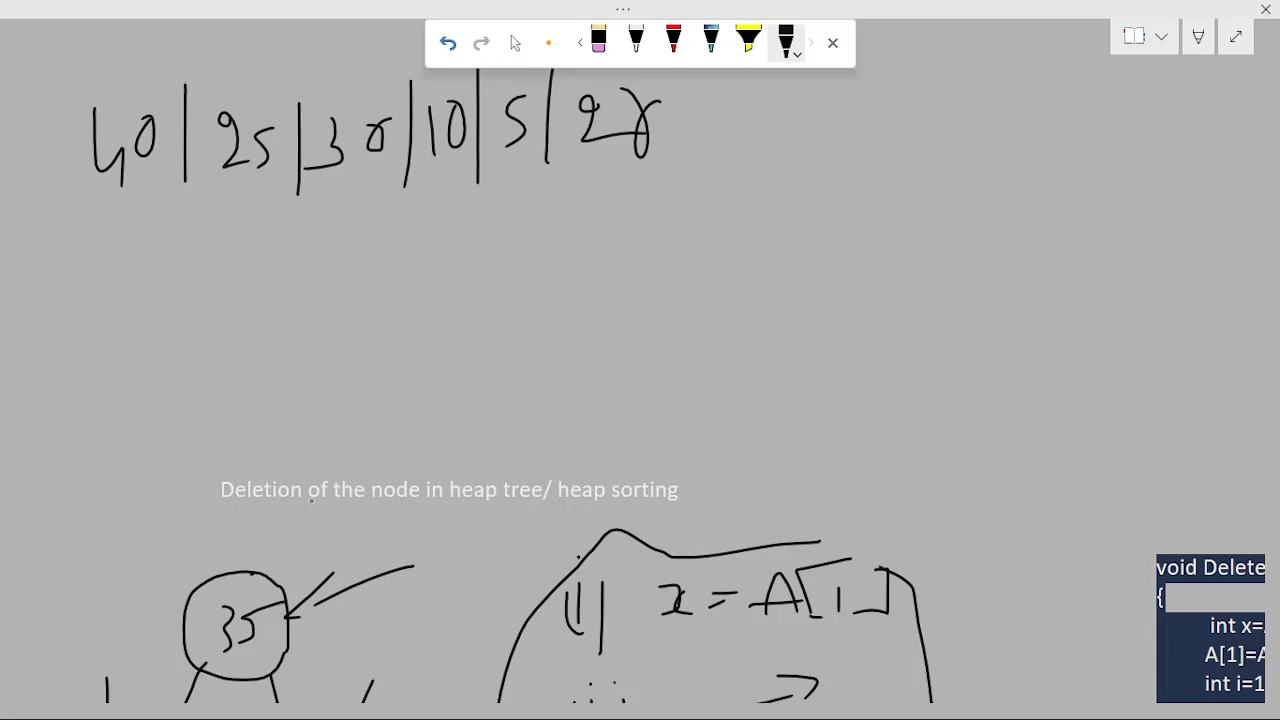 40 | 25 | 30 | 10 | 5 | 28
Deletion of the node in heap tree/ heap sorting
35
x = A[1]
void Delete
{
int x=
A[1]=A
int i=1